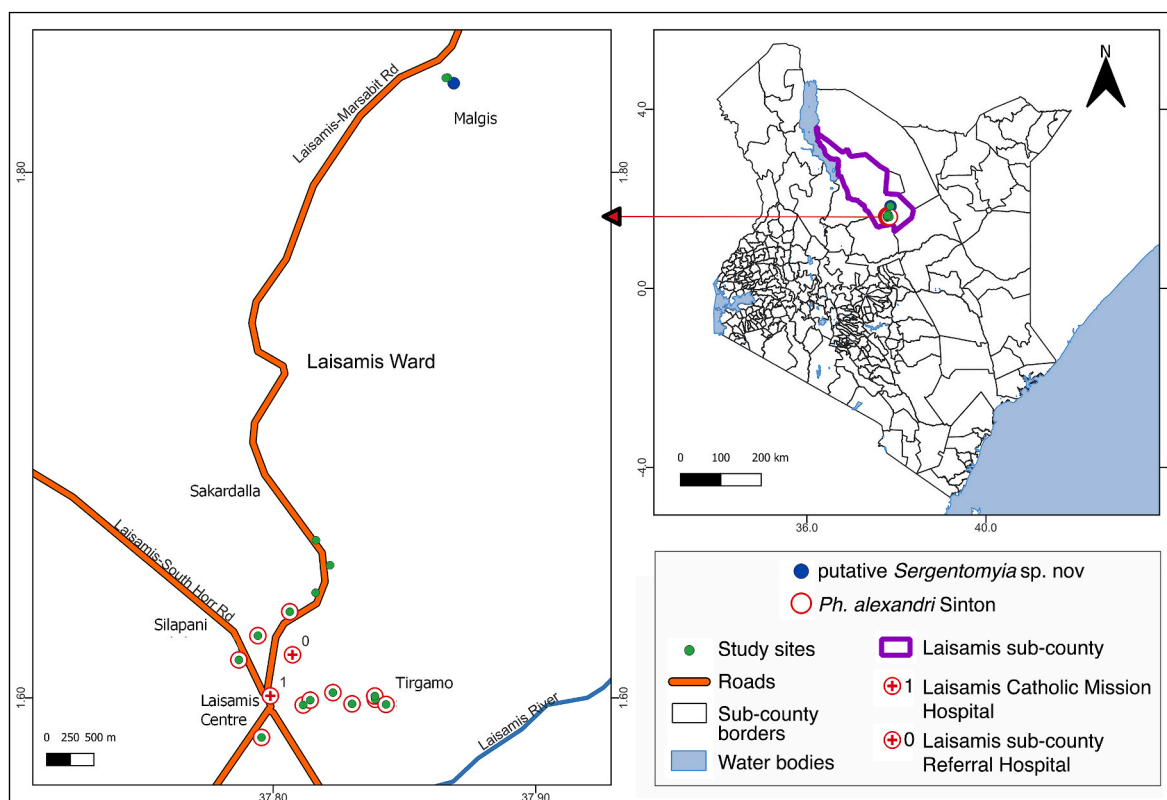 Laisamis-Marsabit Rd
Malgis
1.80
1.80
Laisamis Ward
Sakardalla
Laisamis-South Horr Rd
Silapani
0
1
Laisamis
Centre
Tirgamo
1.60
1.60
Laisamis River
0 250 500 m
37.80
37.90
N
4.0
0.0
-4.0
0 100 200 km
36.0
40.0
putative Sergentomyia sp. nov
Ph. alexandri Sinton
Study sites
Roads
Sub-county
borders
Water bodies
Laisamis sub-county
1 Laisamis Catholic Mission
Hospital
0 Laisamis sub-county
Referral Hospital